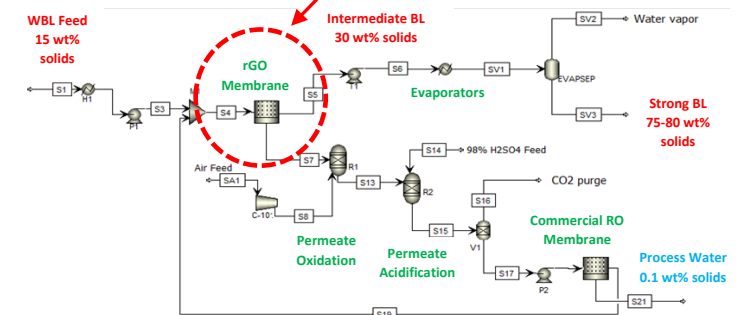 WBL Feed
15 wt%
solids
Intermediate BL
30 wt% solids
rGO
Membrane
SV2
Water vapor
S1
H1
P1
S3
S4
S5
T1
S6
SV1
EVAPSEP
Evaporators
SV3
Strong BL
75-80 wt%
solids
S7
R1
S14
98% H2SO4 Feed
Air Feed
SA1
S13
R2
S16
CO2 purge
S8
Permeate
Oxidation
Permeate
Acidification
S15
V1
Commercial RO
Membrane
S17
P2
Process Water
0.1 wt% solids
S21